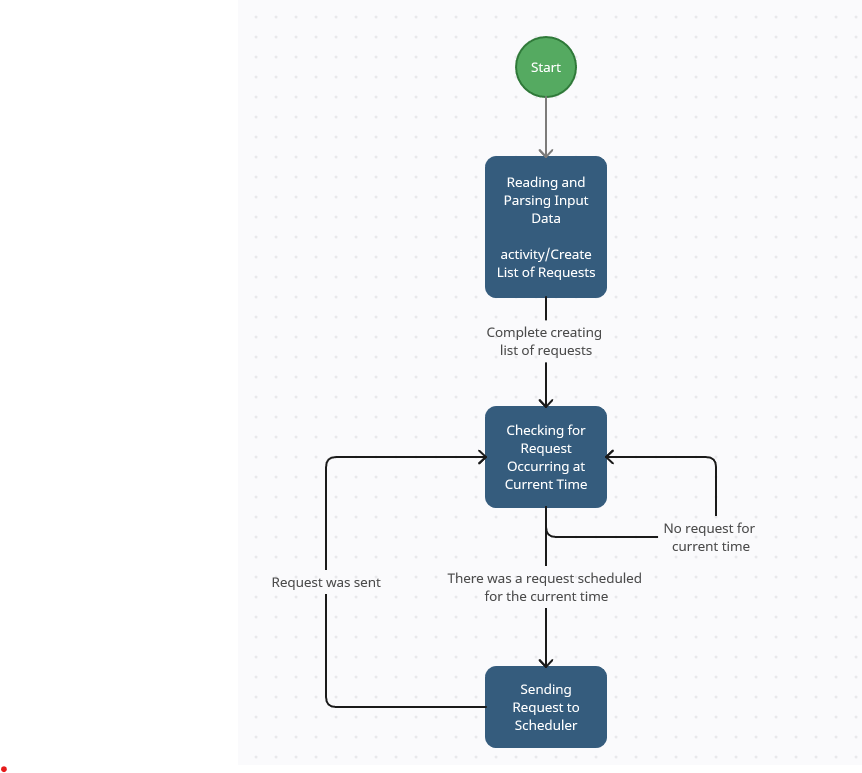 Start
Reading and
Parsing Input
Data
activity/Create
List of Requests
Complete creating
list of requests
Checking for
Request
Occurring at
Current Time
No request for
current time
Request was sent
There was a request scheduled
for the current time
Sending
Request to
Scheduler